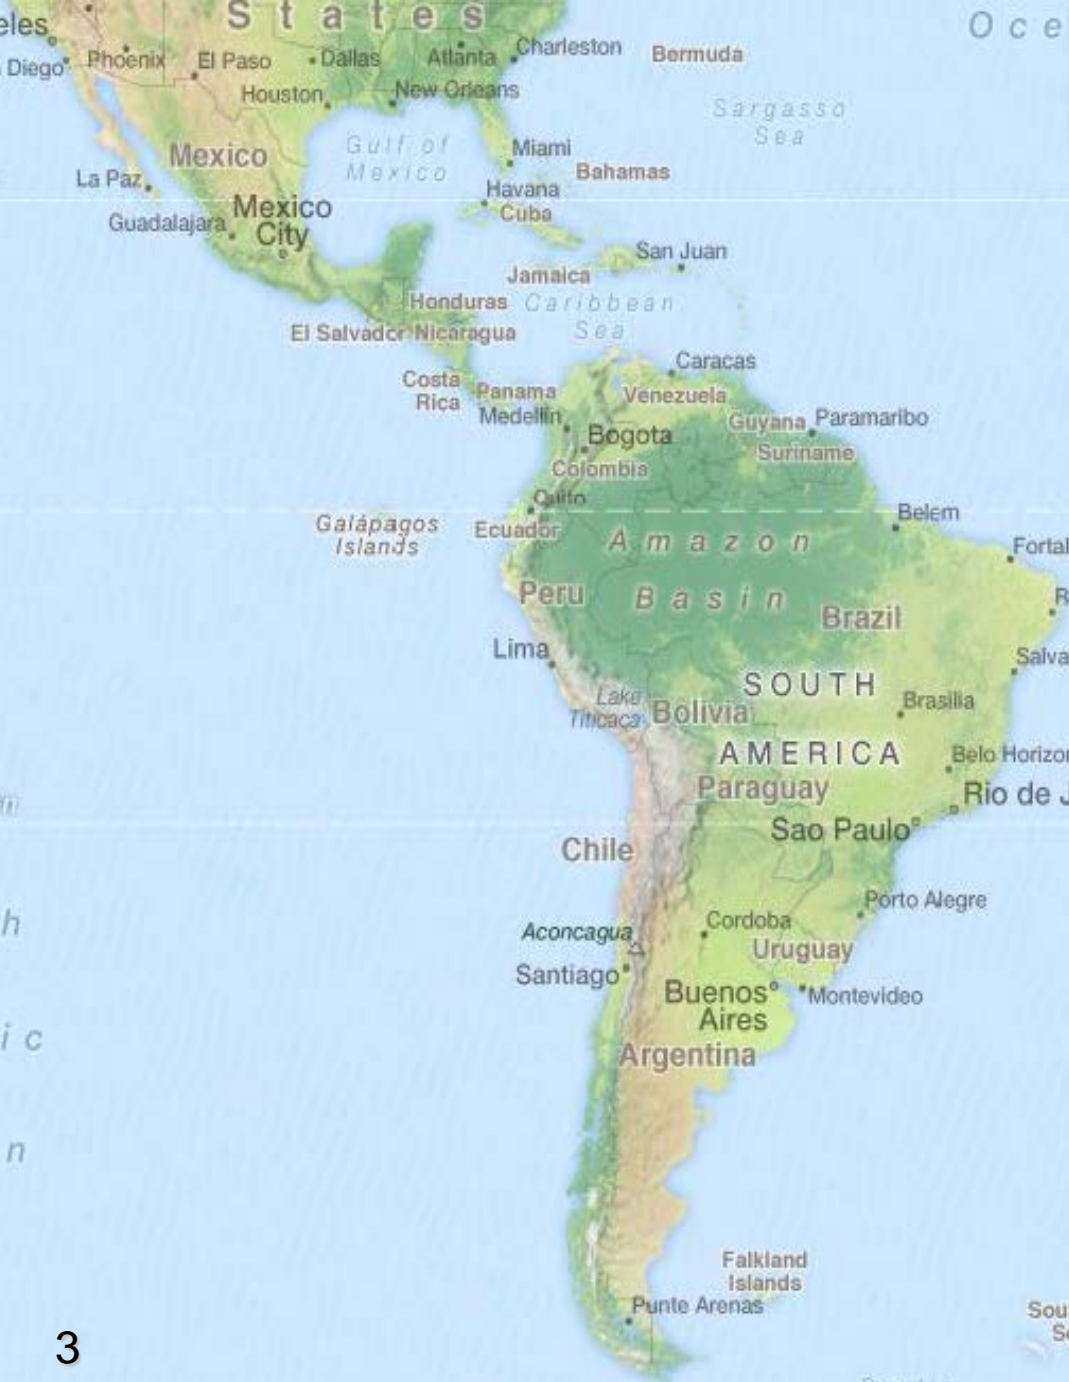 States
Oce
eles
Phoenix
El Paso
Dallas
Atlanta
Charleston
Bermuda
Diego
Houston
New Orleans
Sargasso
Sea
Gulf of
Mexico
Mexico
Miami
Bahamas
La Paz
Havana
Cuba
Mexico
City
Guadalajara
San Juan
Jamaica
Honduras
Caribbean
Sea
El Salvador
Nicaragua
Caracas
Costa
Rica
Panama
Venezuela
Medellin
Guyana
Paramaribo
Bogota
Suriname
Colombia
Quito
Galápagos
Islands
Ecuador
Belem
Amazon
Basin
Fortal
Peru
R
Brazil
Lima
Salva
SOUTH
AMERICA
Lake
Titicaca
Bolivia
Brasilia
Belo Horizon
Paraguay
Rio de J
Sao Paulo
Chile
Porto Alegre
h
Aconcagua
Cordoba
Uruguay
Santiago
Buenos
Aires
Montevideo
ic
Argentina
n
Falkland
Islands
Punte Arenas
Sou
S
3